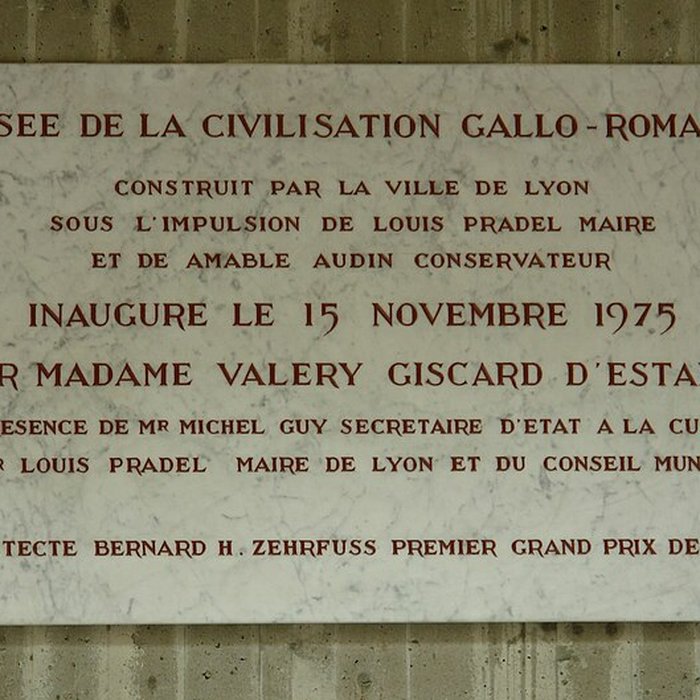 SEE DE LA CIVILISATION GALLO-ROMA
CONSTRUIT PAR LA VILLE DE LYON
SOUS L'IMPULSION DE LOUIS PRADEL MAIRE
ET DE AMABLE AUDIN CONSERVATEUR
INAUGURE LE 15 NOVEMBRE 1975
R MADAME VALERY GISCARD D'ESTA
ESENCE DE MR MICHEL GUY SECRETAIRE D'ETAT A LA CU
R LOUIS PRADEL MAIRE DE LYON ET DU CONSEIL MUN
TECTE BERNARD H. ZEHRFUSS PREMIER GRAND PRIX DE